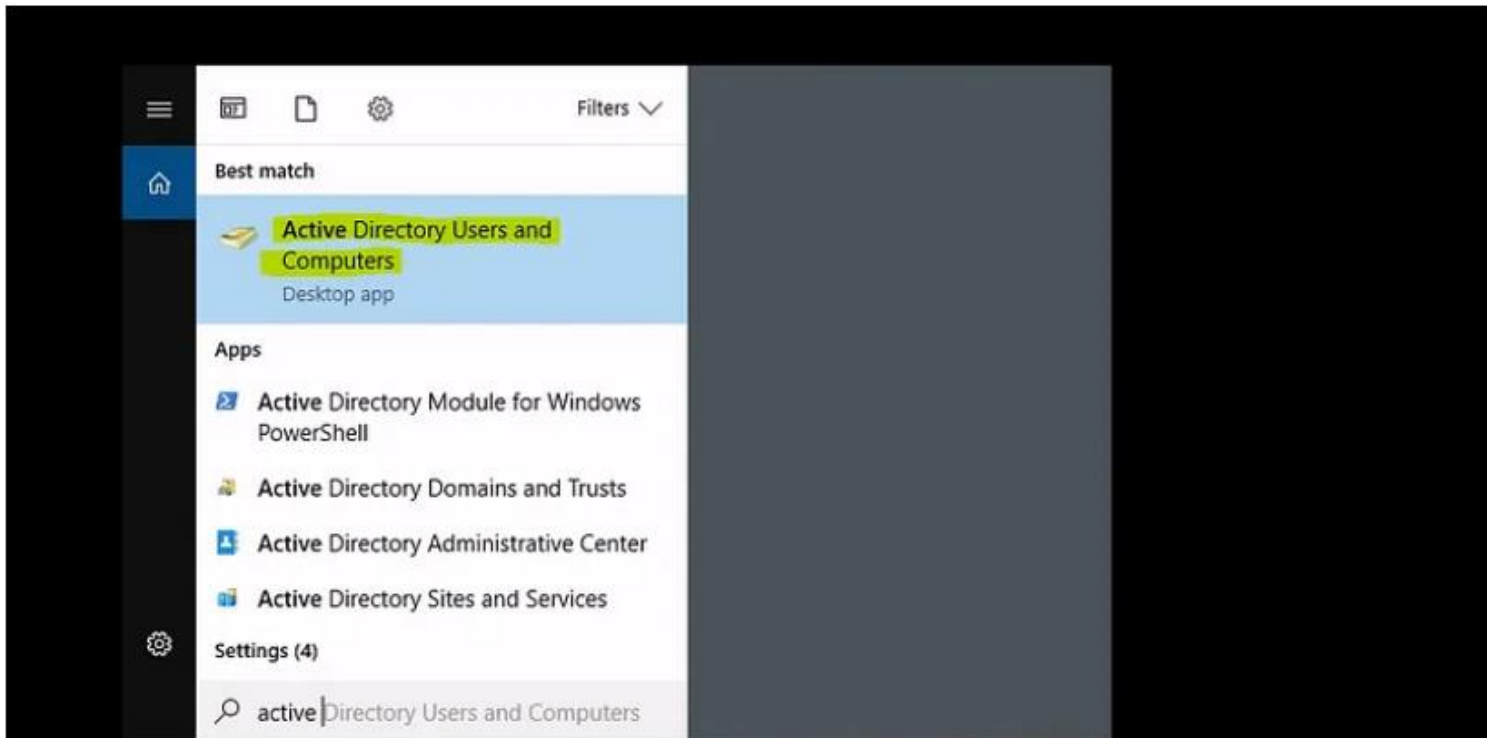 Filters
Best match
Active Directory Users and
Computers
Desktop app
Apps
Active Directory Module for Windows
PowerShell
Active Directory Domains and Trusts
Active Directory Administrative Center
Active Directory Sites and Services
Settings (4)
active Directory Users and Computers